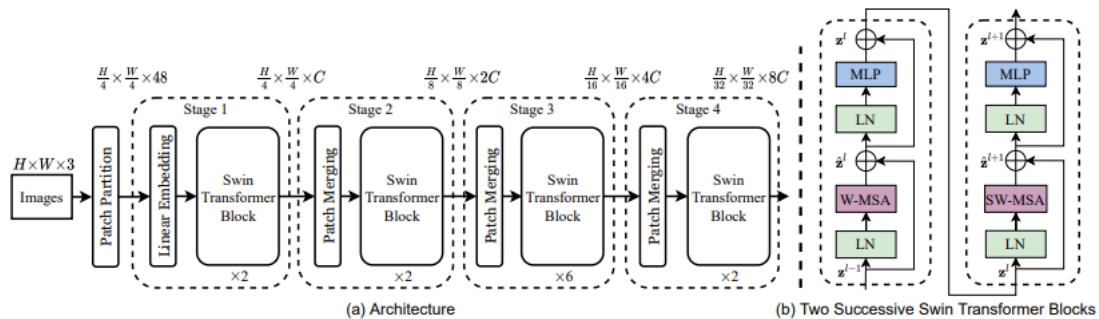 H/4 × W/4 × 48
H/4 × W/4 × C
H/8 × W/8 × 2C
H/16 × W/16 × 4C
H/32 × W/32 × 8C
Stage 1
Stage 2
Stage 3
Stage 4
H×W×3
Images
Patch Partition
Linear Embedding
Swin
Transformer
Block
×2
Patch Merging
Swin
Transformer
Block
×2
Patch Merging
Swin
Transformer
Block
×6
Patch Merging
Swin
Transformer
Block
×2
(a) Architecture
z^l
MLP
LN
ẑ^l
W-MSA
LN
z^{l-1}
z^{l+1}
MLP
LN
ẑ^{l+1}
SW-MSA
LN
z^l
(b) Two Successive Swin Transformer Blocks